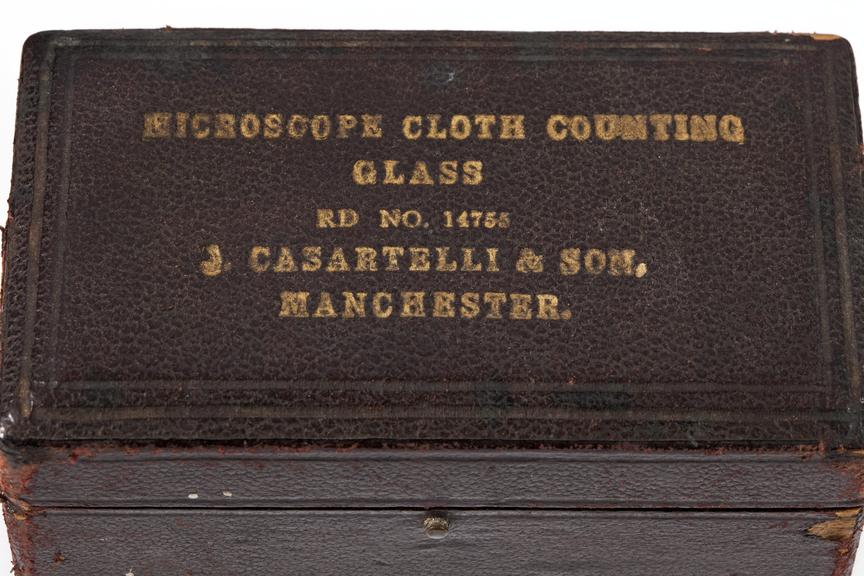 MICROSCOPE CLOTH COUNTING
GLASS
RD NO. 14755
J. CASARTELLI & SON,
MANCHESTER.